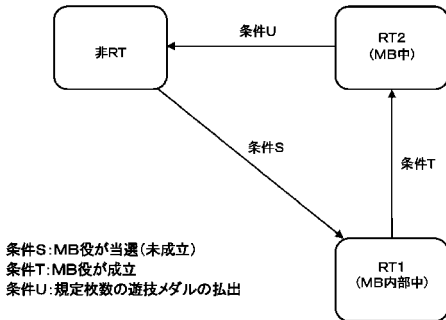 条件U
非RT
RT2
(MB中)
条件S
条件T
条件S:MB役が当選(未成立)
条件T:MB役が成立
条件U:規定枚数の遊技メダルの払出
RT1
(MB内部中)